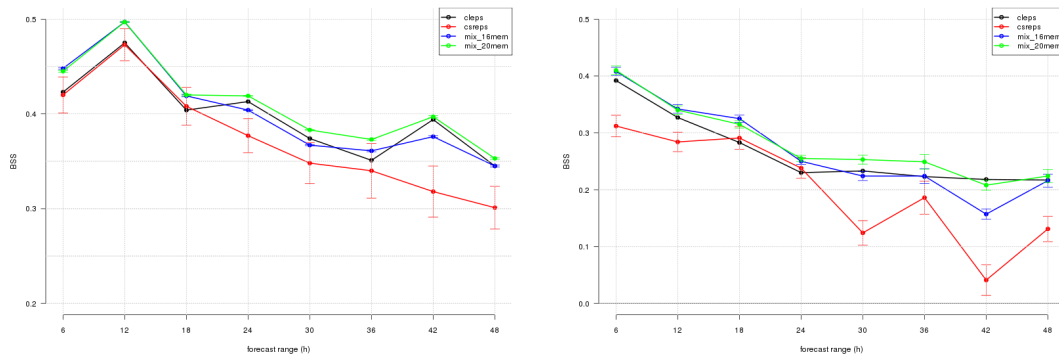 0.5
0.4
0.3
0.2
BSS
6 12 18 24 30 36 42 48
forecast range (h)
cleps
csreps
mix_16mem
mix_20mem
0.5
0.4
0.3
0.2
0.1
0.0
BSS
6 12 18 24 30 36 42 48
forecast range (h)
cleps
csreps
mix_16mem
mix_20mem